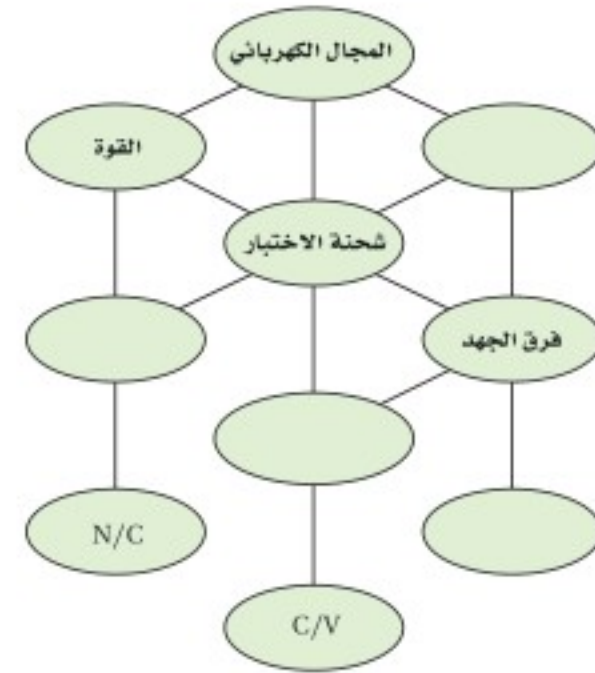 المجال الكهربائي
القوة
شحنة الاختبار
فرق الجهد
N/C
C/V